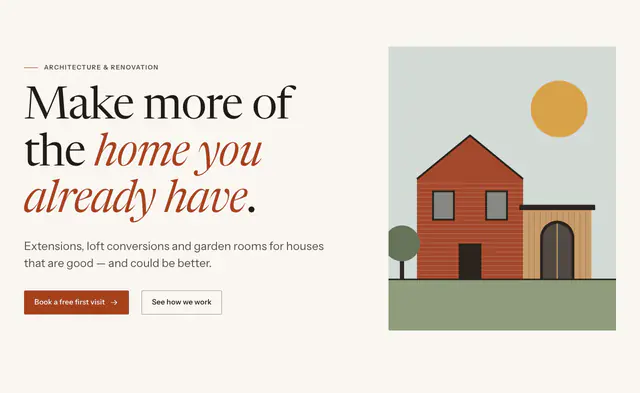 ARCHITECTURE & RENOVATION
Make more of
the home you
already have.
Extensions, loft conversions and garden rooms for houses
that are good — and could be better.
Book a free first visit →
See how we work